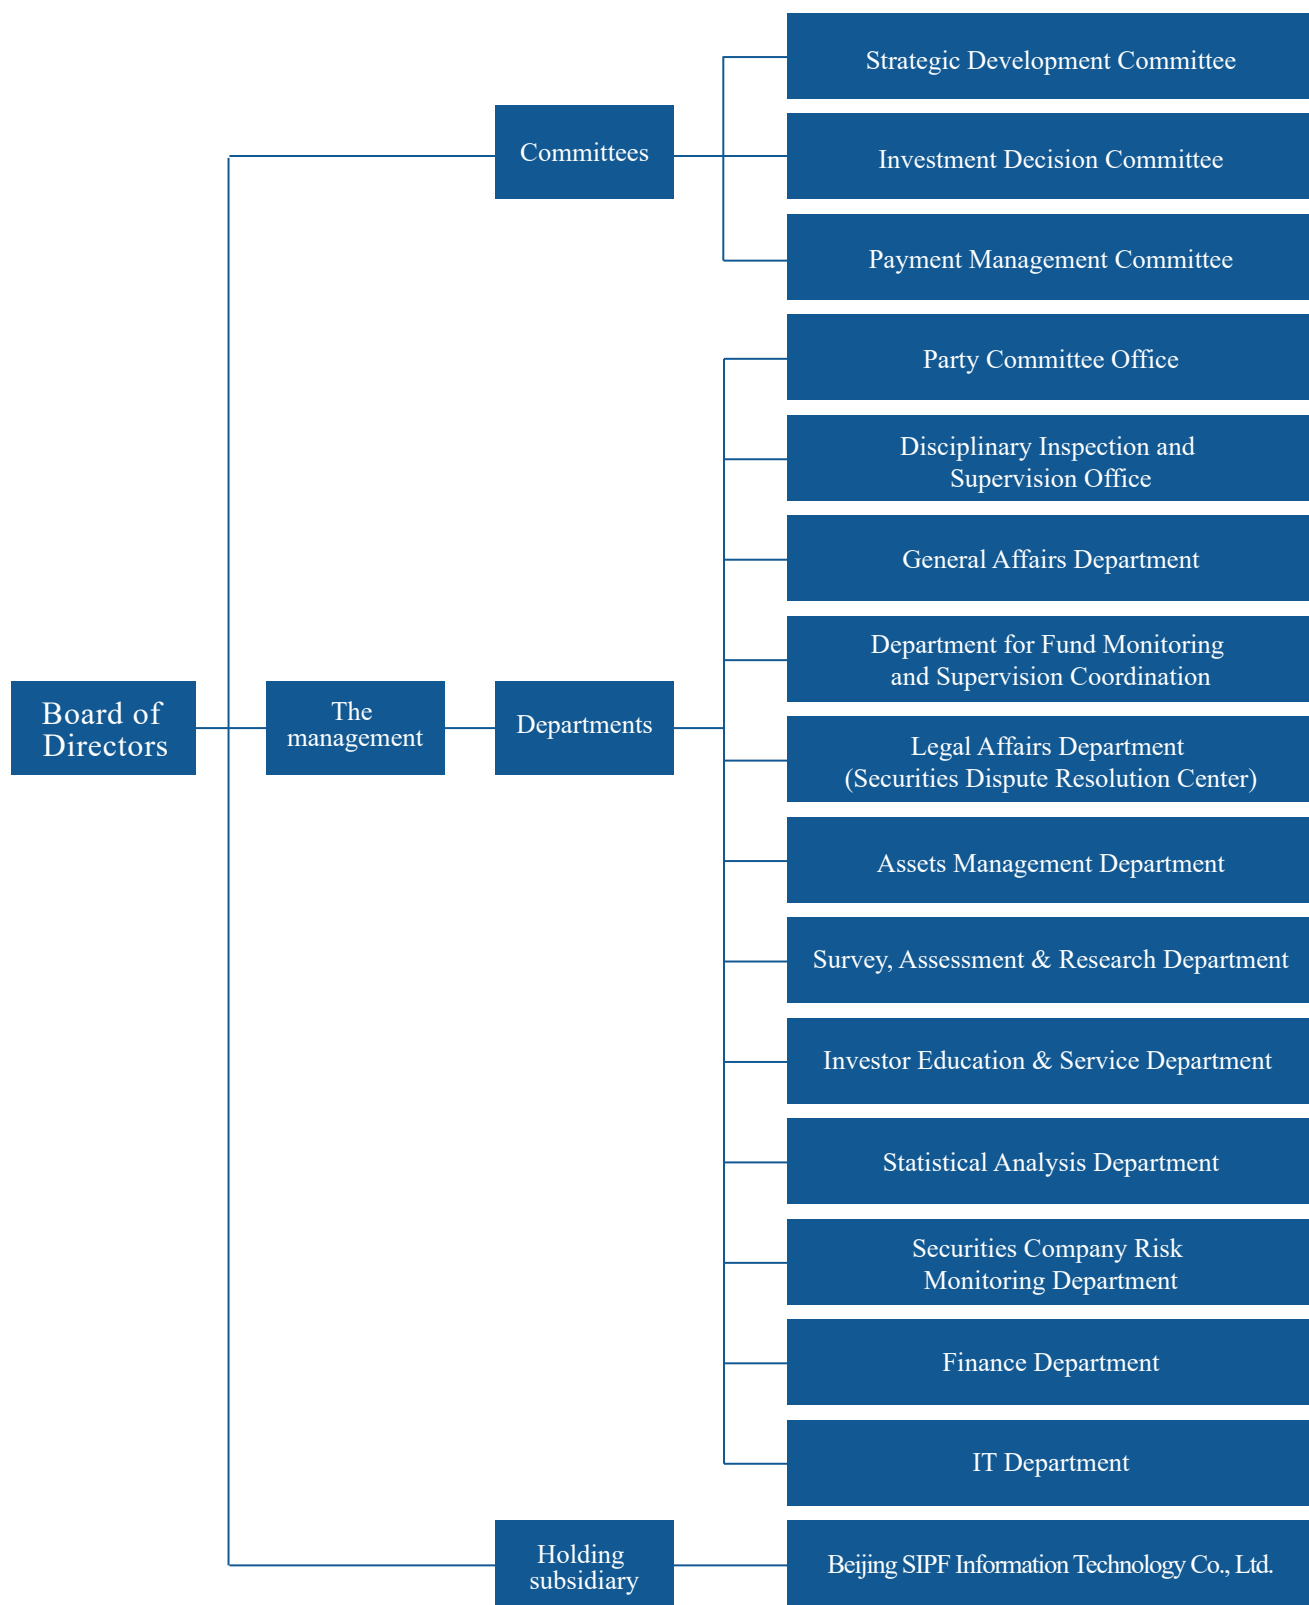 Strategic Development Committee
Committees
Investment Decision Committee
Payment Management Committee
Party Committee Office
Disciplinary Inspection and
Supervision Office
General Affairs Department
Department for Fund Monitoring
and Supervision Coordination
Board of
Directors
The
management
Departments
Legal Affairs Department
(Securities Dispute Resolution Center)
Assets Management Department
Survey, Assessment & Research Department
Investor Education & Service Department
Statistical Analysis Department
Securities Company Risk
Monitoring Department
Finance Department
IT Department
Holding
subsidiary
Beijing SIPF Information Technology Co., Ltd.